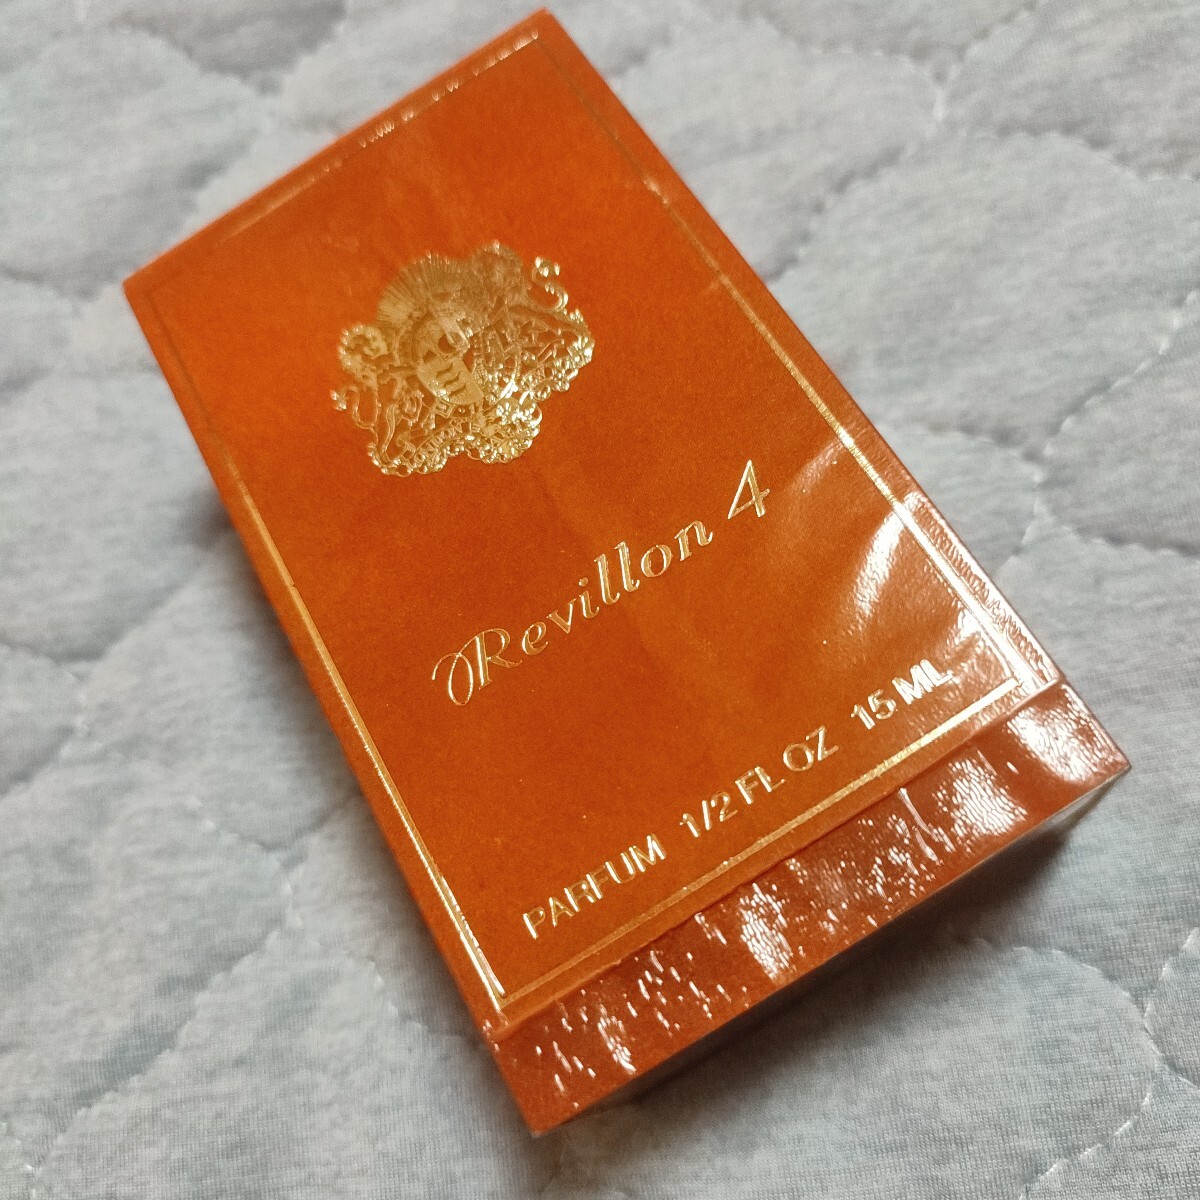 Revillon 4
PARFUM 1/2 FL OZ 15 ML